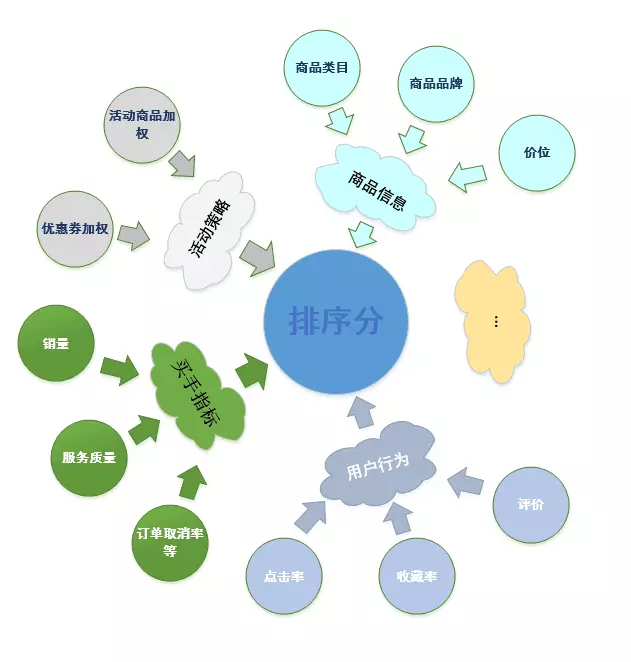 商品类目
商品品牌
活动商品加
权
价位
商品信息
优惠券加权
活动策略
排序分
...
销量
买手指标
服务质量
用户行为
评价
订单取消率
等
点击率
收藏率